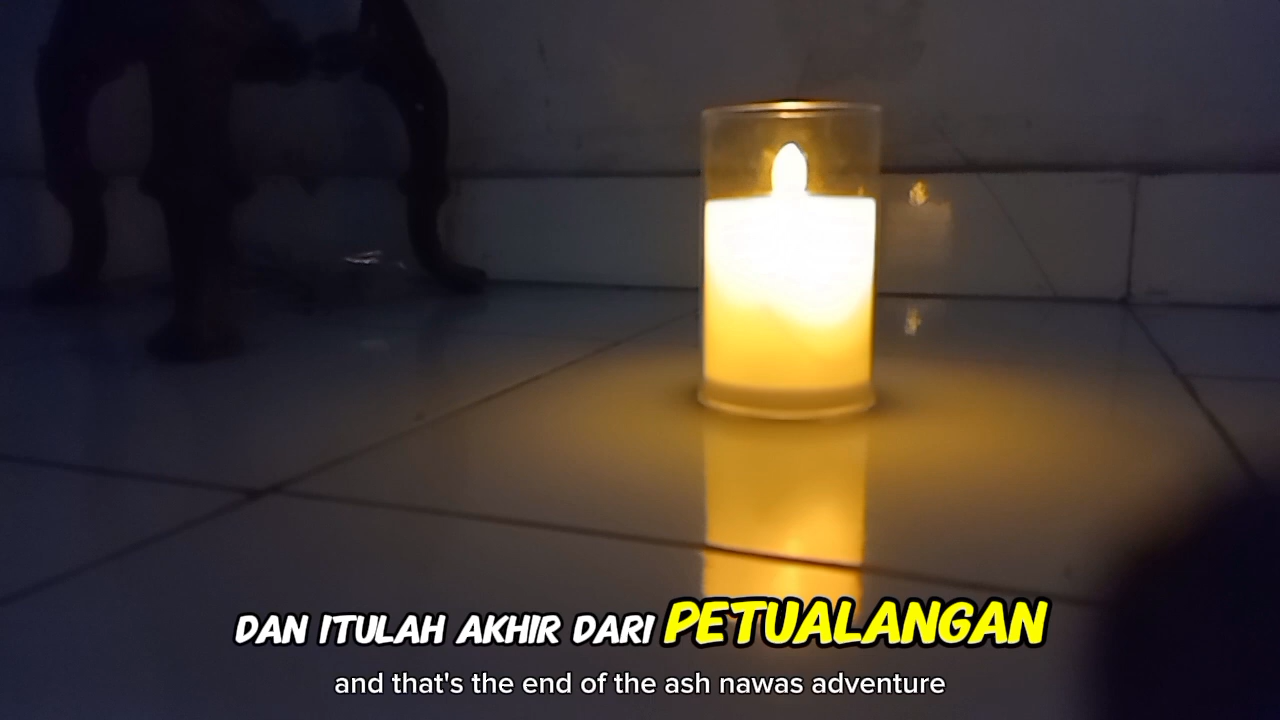 DAN ITULAH AKHIR DARI PETUALANGAN
and that's the end of the ash nawas adventure